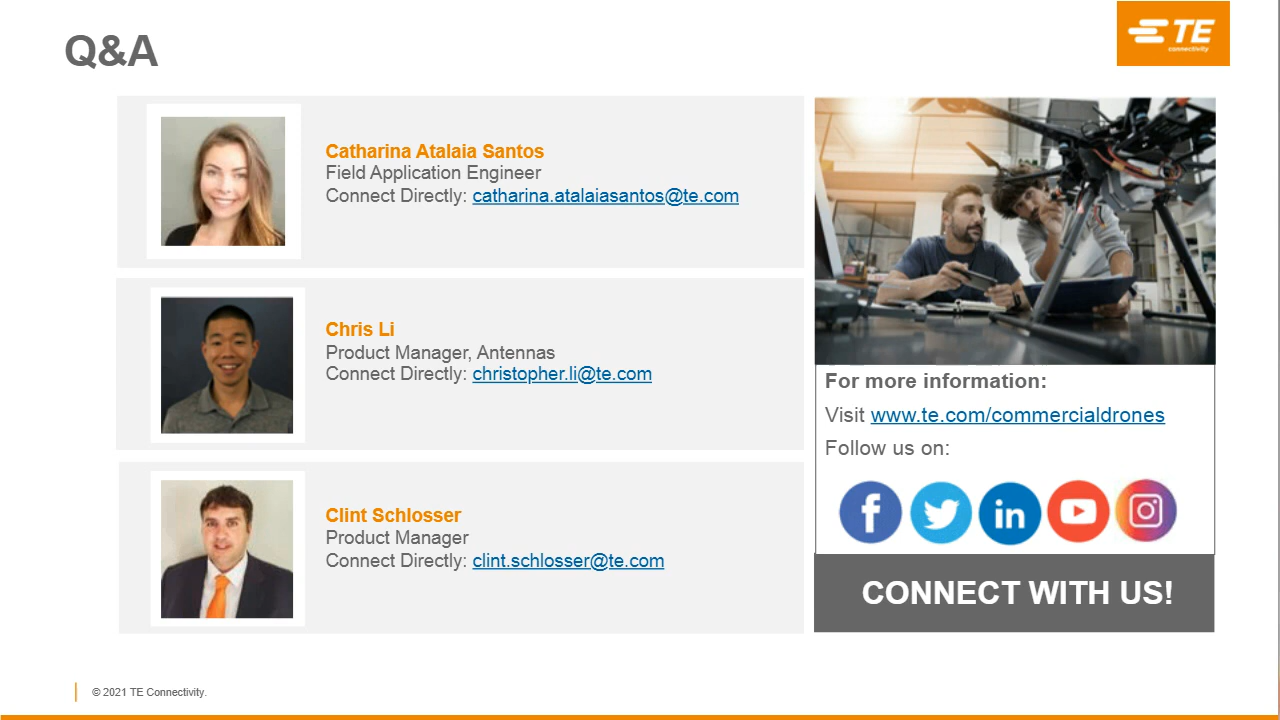 Q&A
TE
connectivity
Catharina Atalaia Santos
Field Application Engineer
Connect Directly: catharina.atalaiasantos@te.com
Chris Li
Product Manager, Antennas
Connect Directly: christopher.li@te.com
Clint Schlosser
Product Manager
Connect Directly: clint.schlosser@te.com
For more information:
Visit www.te.com/commercialdrones
Follow us on:
f
in
CONNECT WITH US!
© 2021 TE Connectivity.